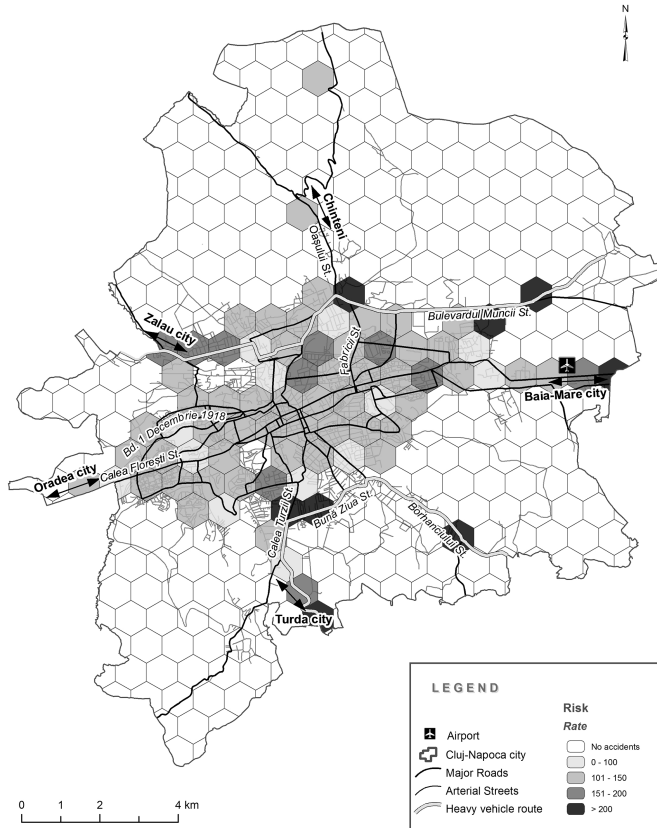 N
Chinteni
Oașului St.
Zalau city
Fabricii St.
Bulevardul Muncii St.
Baia-Mare city
Bd. 1 Decembrie 1918
Oradea city
Calea Florești St.
Calea Turzii St.
Bună Ziua St.
Borhanciului St.
Turda city
LEGEND
Airport
Cluj-Napoca city
Major Roads
Arterial Streets
Heavy vehicle route
Risk
Rate
No accidents
0 - 100
101 - 150
151 - 200
> 200
0 1 2 4 km